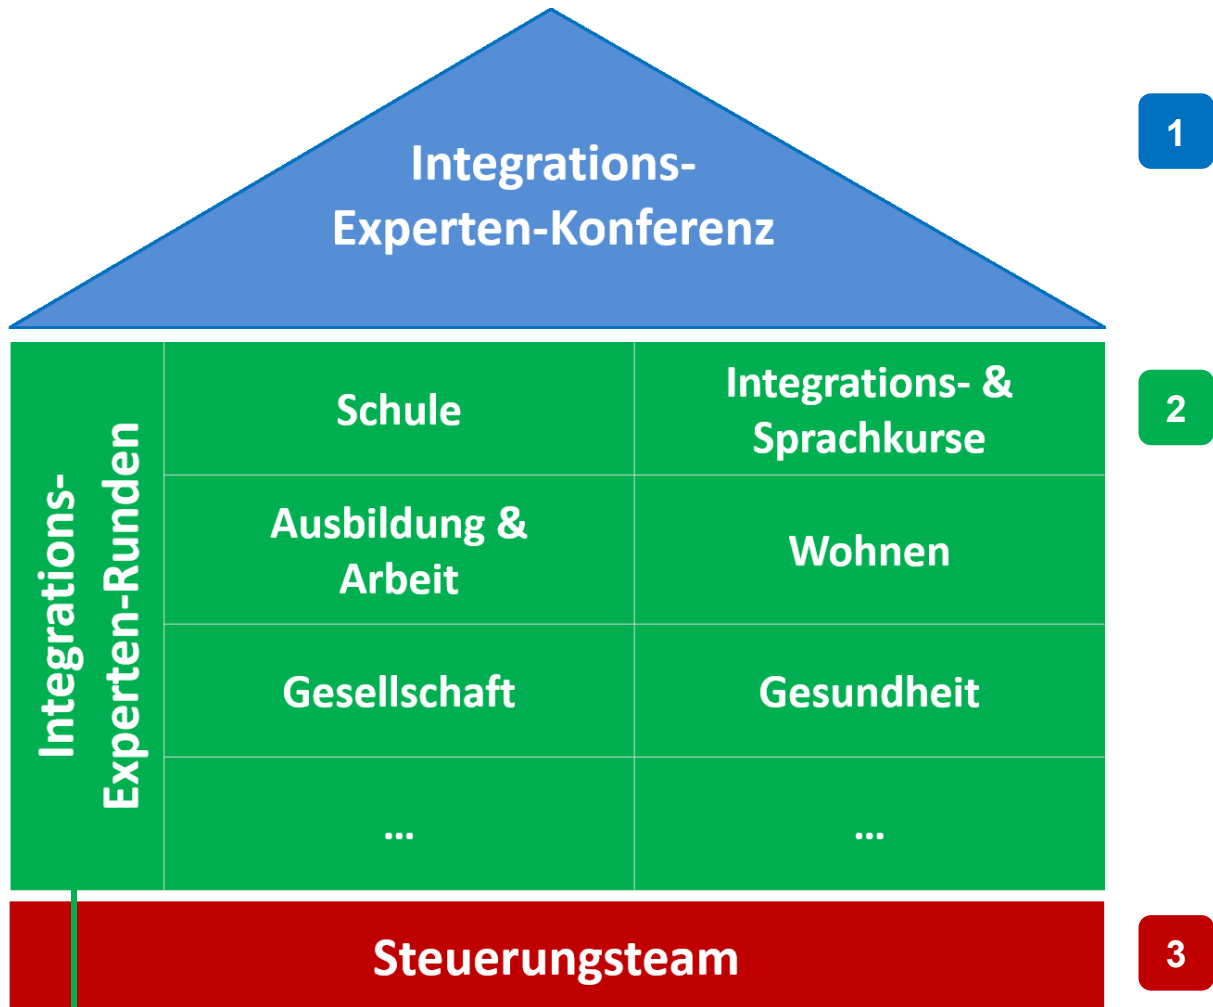 Integrations-
Experten-Konferenz
1
Integrations-
Experten-Runden
Schule
Integrations- &
Sprachkurse
2
Ausbildung &
Arbeit
Wohnen
Gesellschaft
Gesundheit
...
...
Steuerungsteam
3